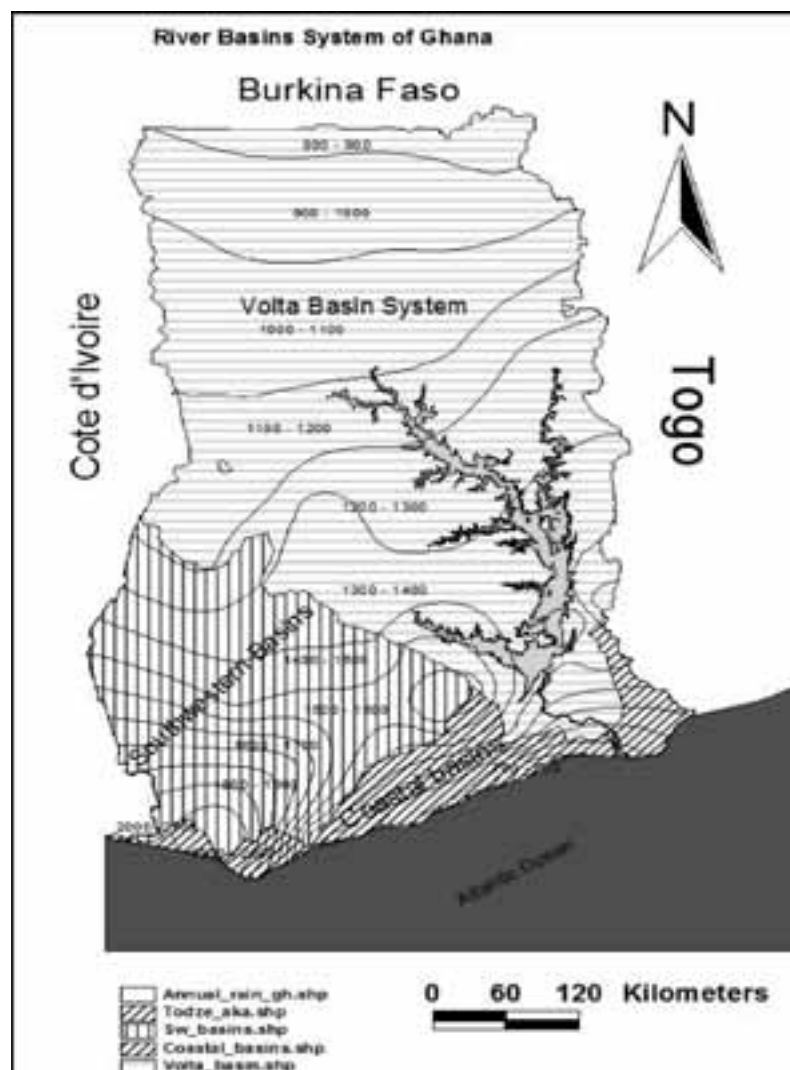 River Basins System of Ghana
Burkina Faso
N
900 - 1000
Volta Basin System
1000 - 1100
Cote d'Ivoire
Togo
1100 - 1200
1200 - 1300
1300 - 1400
Southwestern Basins
Coastal basins
Atlantic Ocean
Annual_rain_gh.shp
Todze_aka.shp
Sw_basins.shp
Coastal_basins.shp
Volta_basin.shp
0 60 120 Kilometers